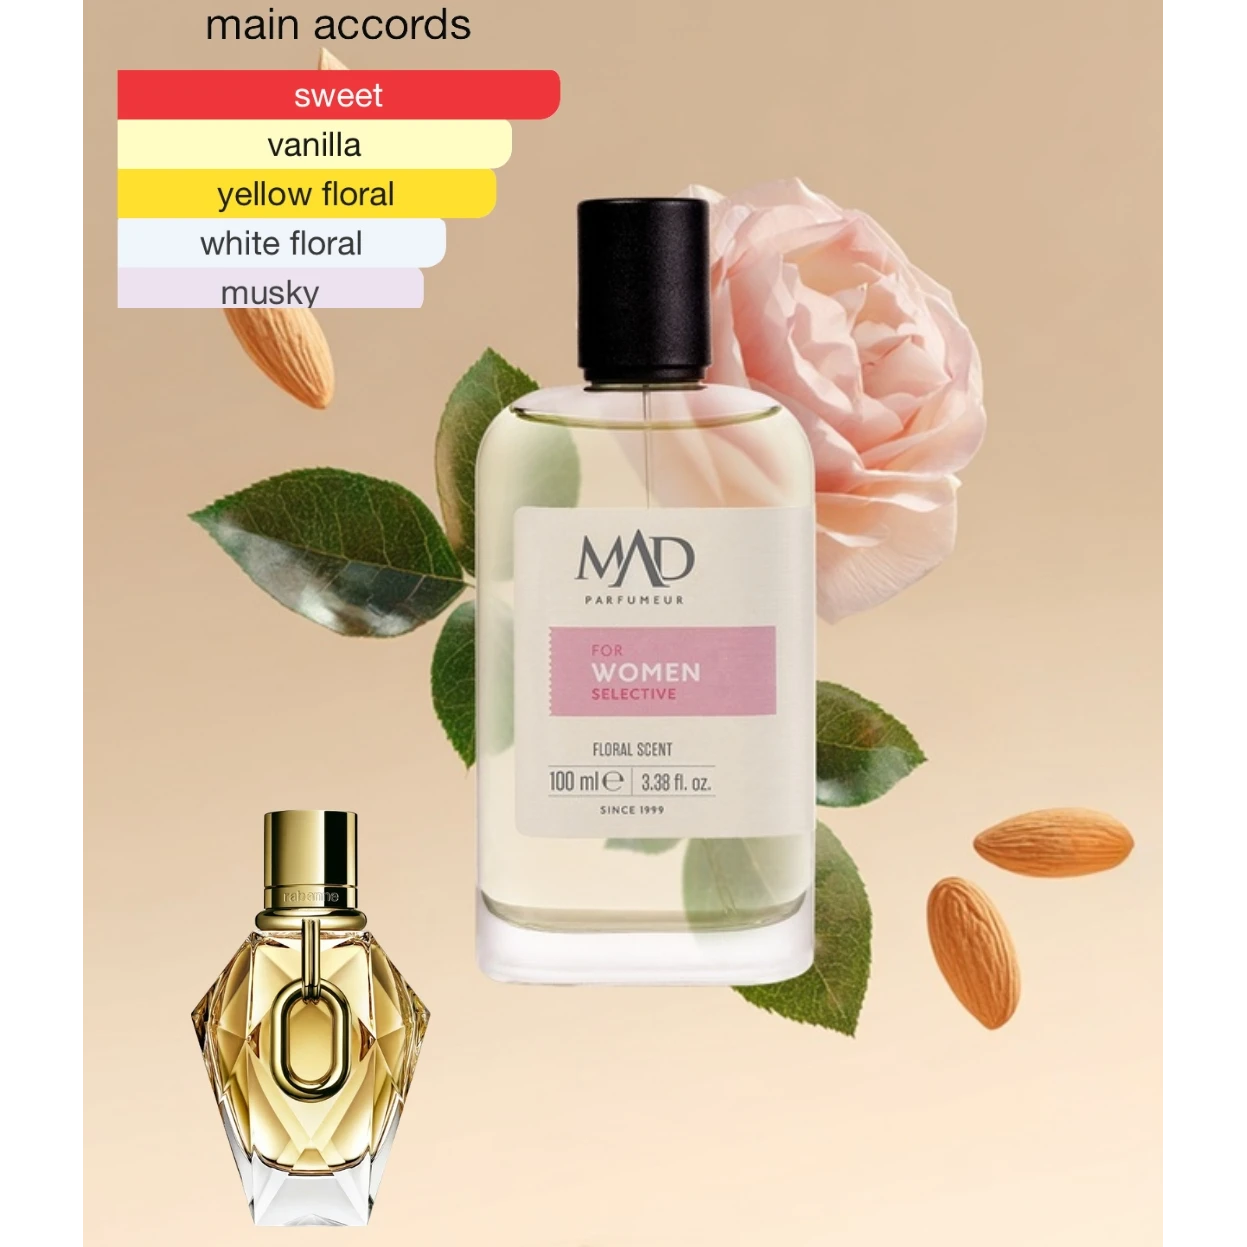 main accords
sweet
vanilla
yellow floral
white floral
musky
MAD
PARFUMEUR
FOR
WOMEN
SELECTIVE
FLORAL SCENT
100 ml ℮ 3.38 fl. oz.
SINCE 1999
rabanne